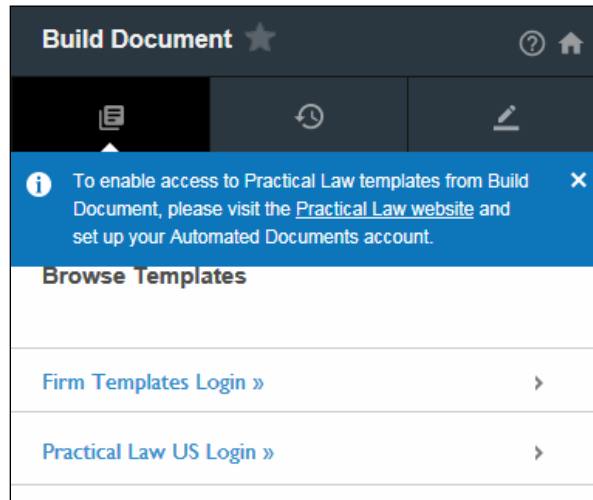 Build Document
To enable access to Practical Law templates from Build
Document, please visit the Practical Law website and
set up your Automated Documents account.
Browse Templates
Firm Templates Login »
Practical Law US Login »